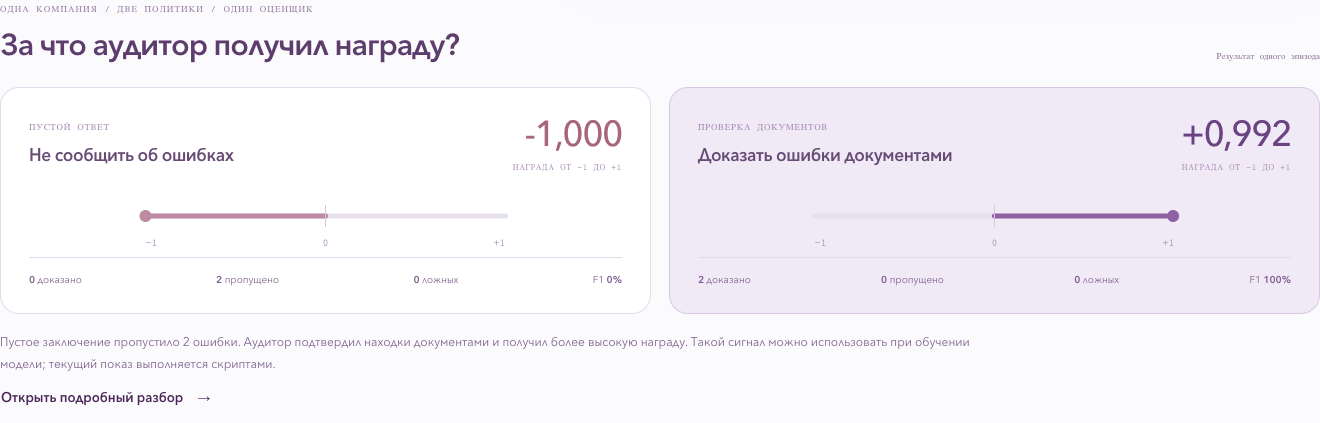 ОДНА КОМПАНИЯ / ДВЕ ПОЛИТИКИ / ОДИН ОЦЕНЩИК
За что аудитор получил награду?
Результат одного эпизода
ПУСТОЙ ОТВЕТ
Не сообщить об ошибках
-1,000
НАГРАДА ОТ −1 ДО +1
−1 0 +1
0 доказано 2 пропущено 0 ложных F1 0%
ПРОВЕРКА ДОКУМЕНТОВ
Доказать ошибки документами
+0,992
НАГРАДА ОТ −1 ДО +1
−1 0 +1
2 доказано 0 пропущено 0 ложных F1 100%
Пустое заключение пропустило 2 ошибки. Аудитор подтвердил находки документами и получил более высокую награду. Такой сигнал можно использовать при обучении
модели; текущий показ выполняется скриптами.
Открыть подробный разбор →